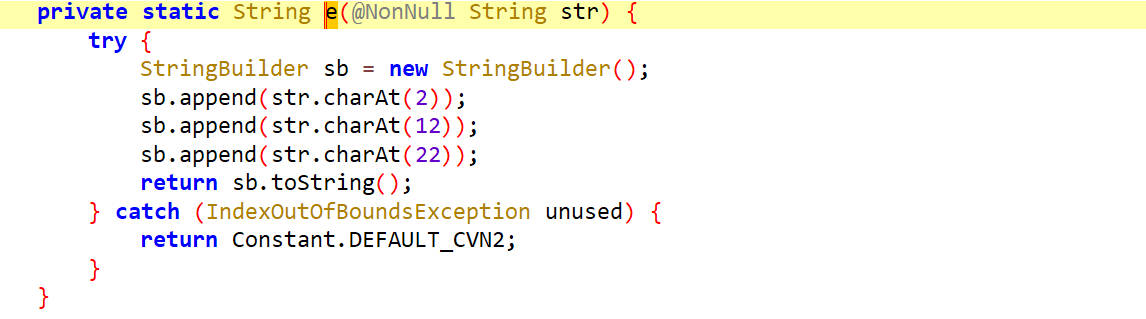 private static String e(@NonNull String str) {
    try {
        StringBuilder sb = new StringBuilder();
        sb.append(str.charAt(2));
        sb.append(str.charAt(12));
        sb.append(str.charAt(22));
        return sb.toString();
    } catch (IndexOutOfBoundsException unused) {
        return Constant.DEFAULT_CVN2;
    }
}